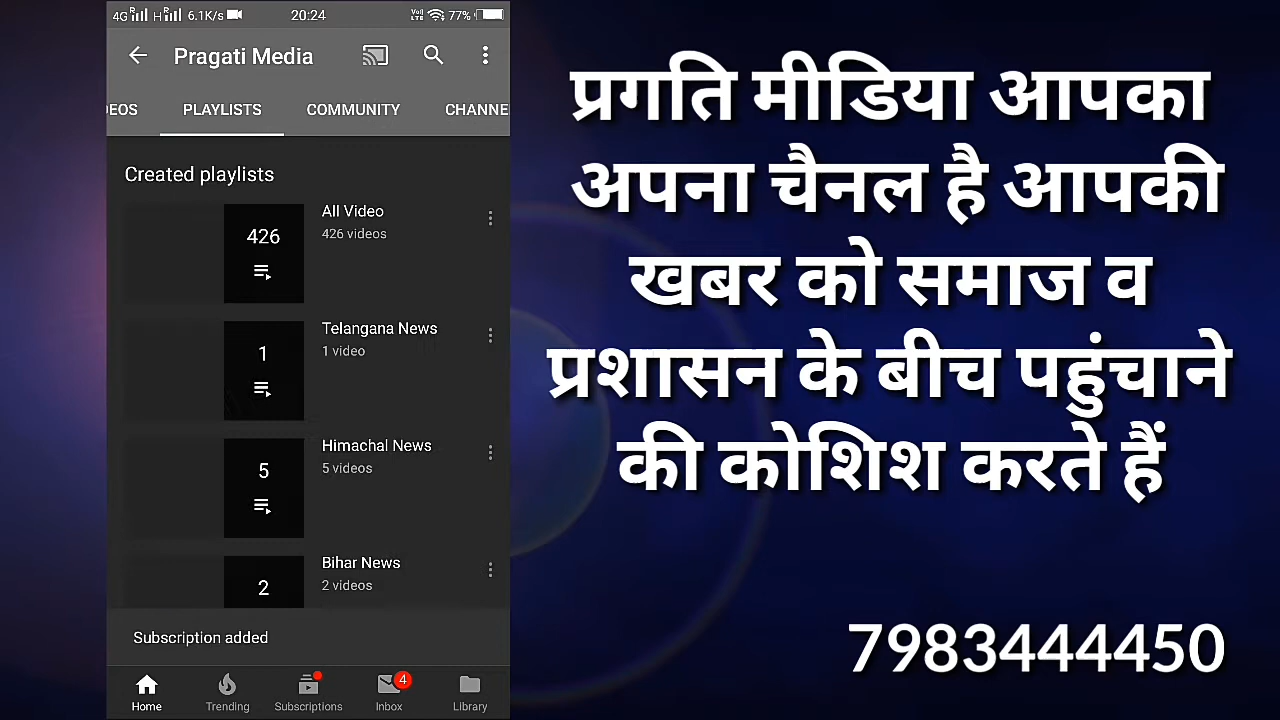 4G H 6.1K/s 20:24 VoI LTE 77%
Pragati Media
EOS PLAYLISTS COMMUNITY CHANNE
Created playlists
426
All Video
426 videos
1
Telangana News
1 video
5
Himachal News
5 videos
2
Bihar News
2 videos
Subscription added
4
Home Trending Subscriptions Inbox Library
प्रगति मीडिया आपका
अपना चैनल है आपकी
खबर को समाज व
प्रशासन के बीच पहुंचाने
की कोशिश करते हैं
7983444450